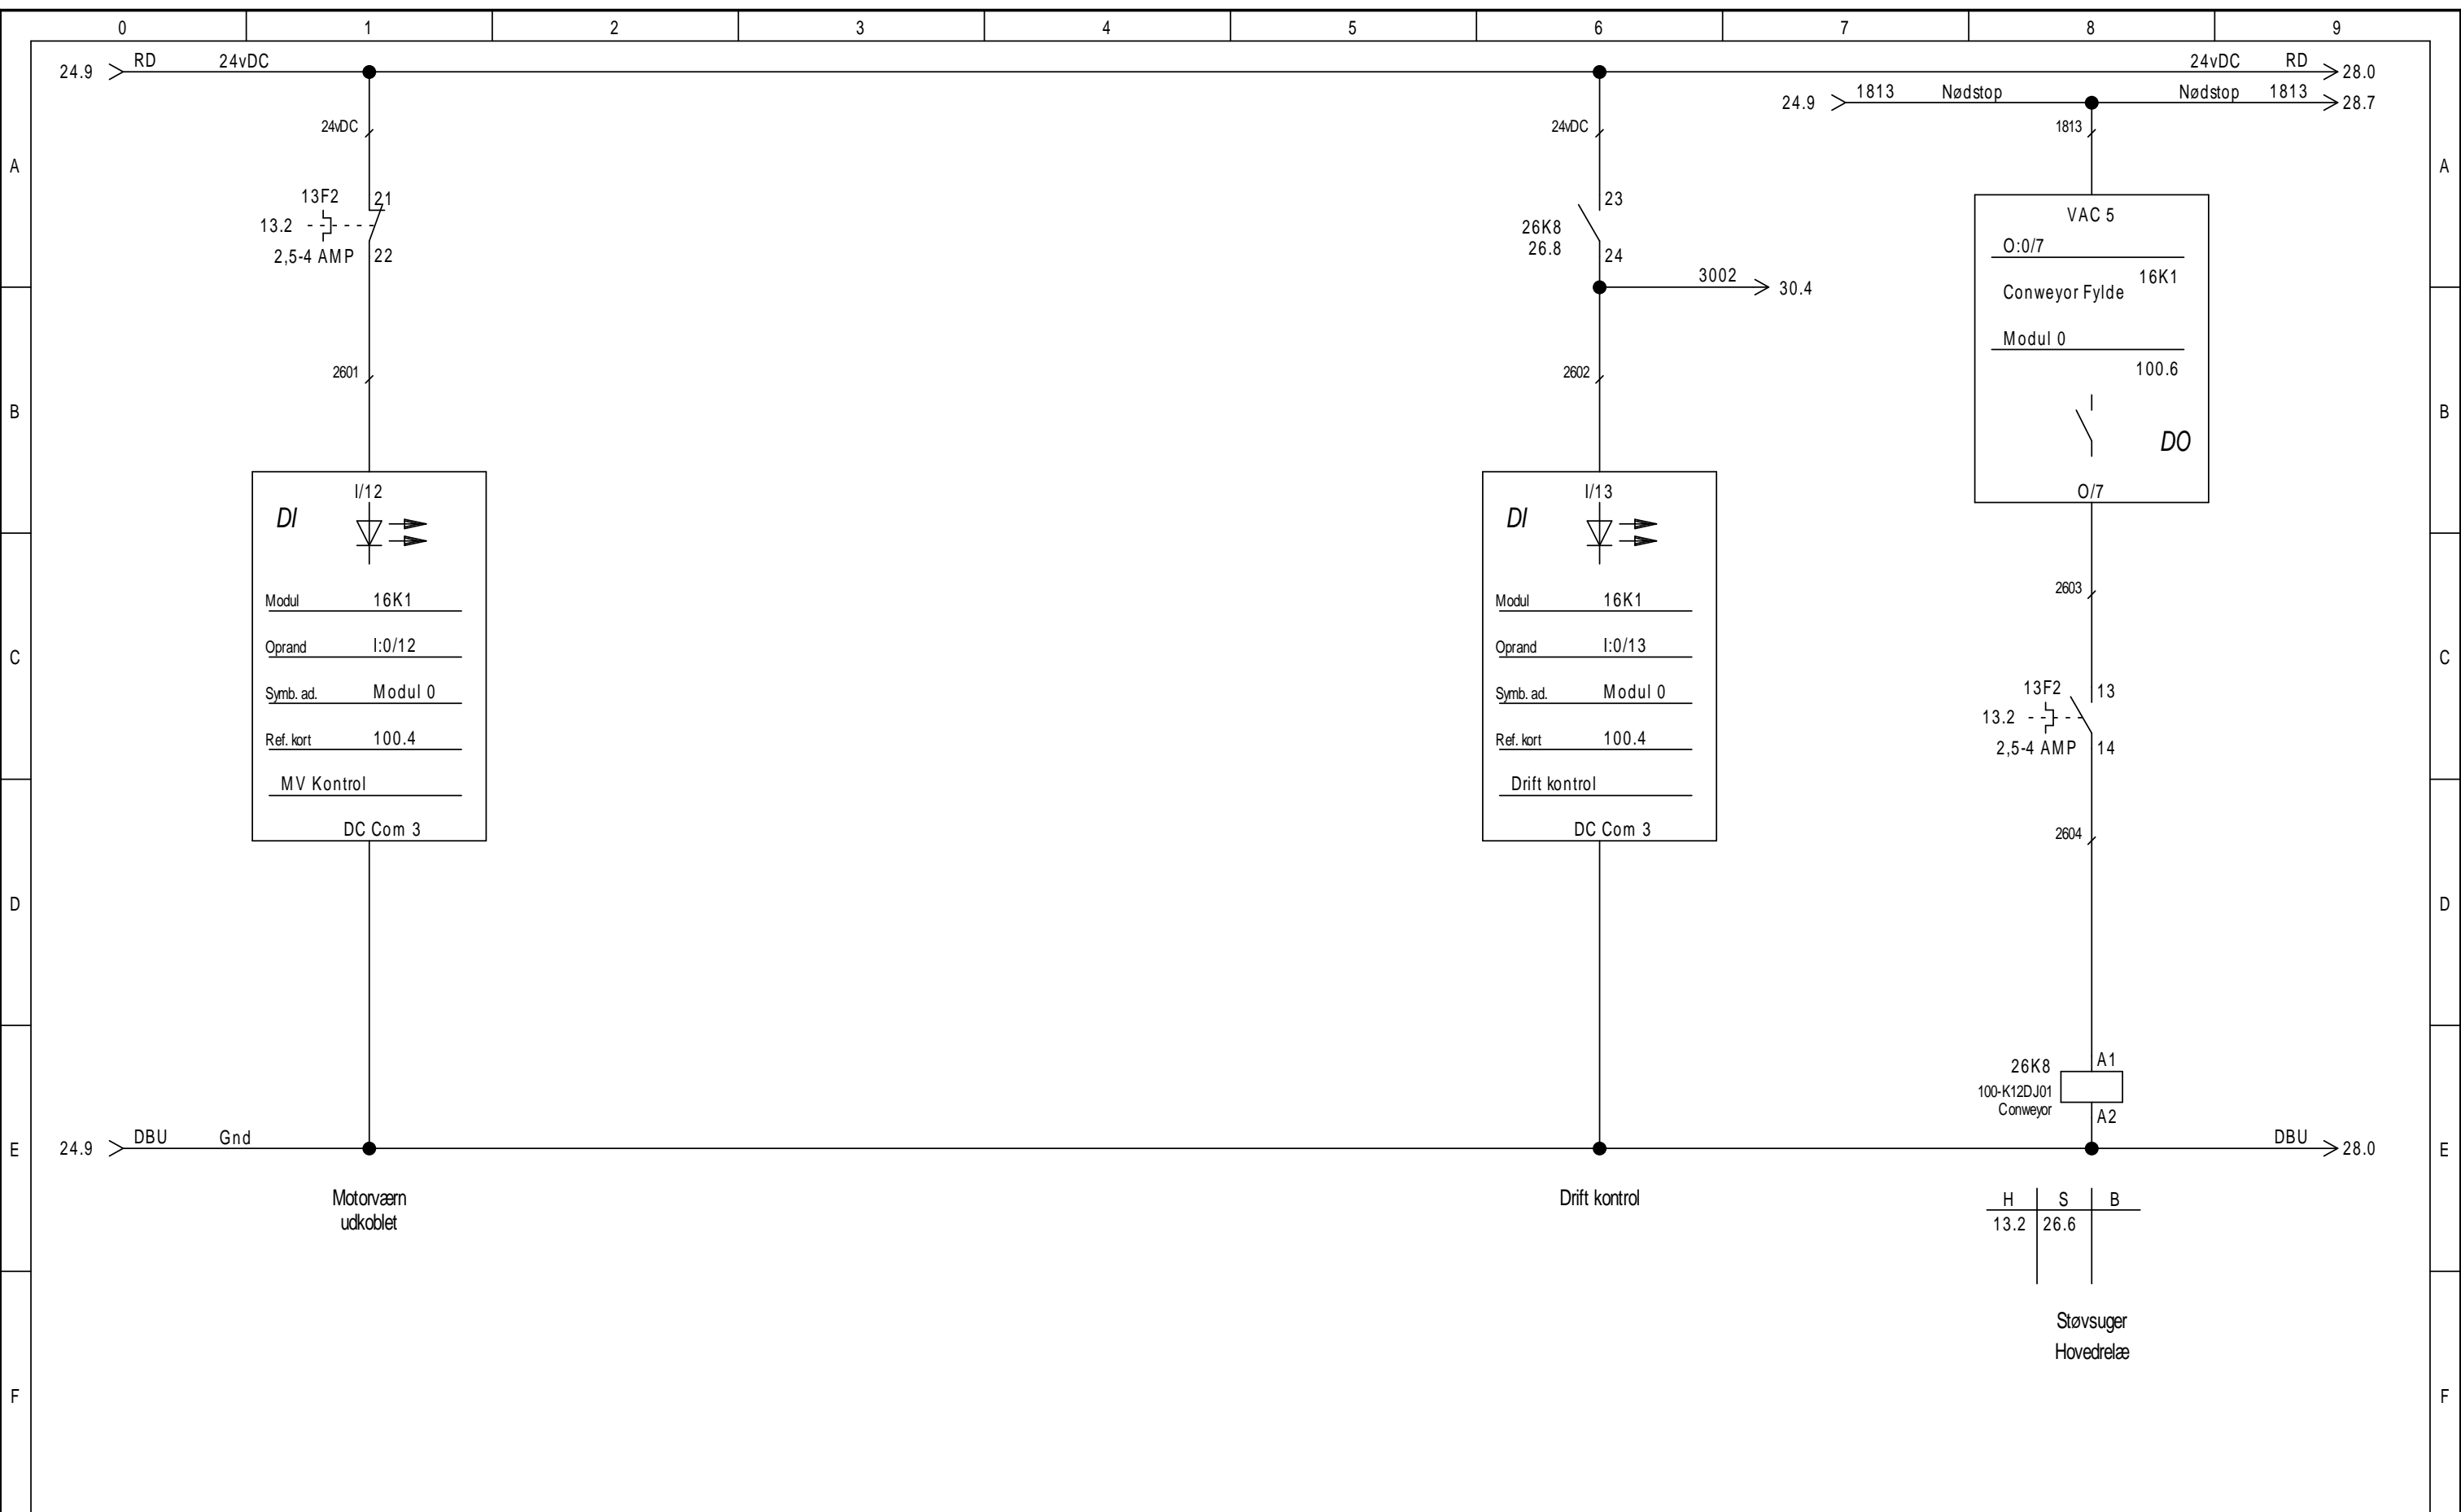 0 1 2 3 4 5 6 7 8 9
24.9 RD 24vDC 24vDC RD 28.0
24.9 1813 Nødstop Nødstop 1813 28.7
24vDC 24vDC 1813
A A
13F2 21
13.2
2,5-4 AMP 22
23
26K8
26.8 24
3002 30.4
VAC 5
O:0/7
16K1
Conweyor Fylde
Modul 0
100.6
DO
O/7
2601 2602
B B
I/12
DI
Modul 16K1
Oprand I:0/12
Symb. ad. Modul 0
Ref. kort 100.4
MV Kontrol
DC Com 3
I/13
DI
Modul 16K1
Oprand I:0/13
Symb. ad. Modul 0
Ref. kort 100.4
Drift kontrol
DC Com 3
2603
C C
13F2 13
13.2
2,5-4 AMP 14
2604
D D
26K8 A1
100-K12DJ01
Conweyor
A2
E 24.9 DBU Gnd DBU 28.0 E
Motorværn
udkoblet
Drift kontrol
H S B
13.2 26.6
Støvsuger
Hovedrelæ
F F